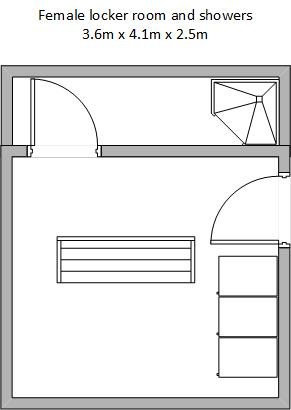 Female locker room and showers
3.6m x 4.1m x 2.5m